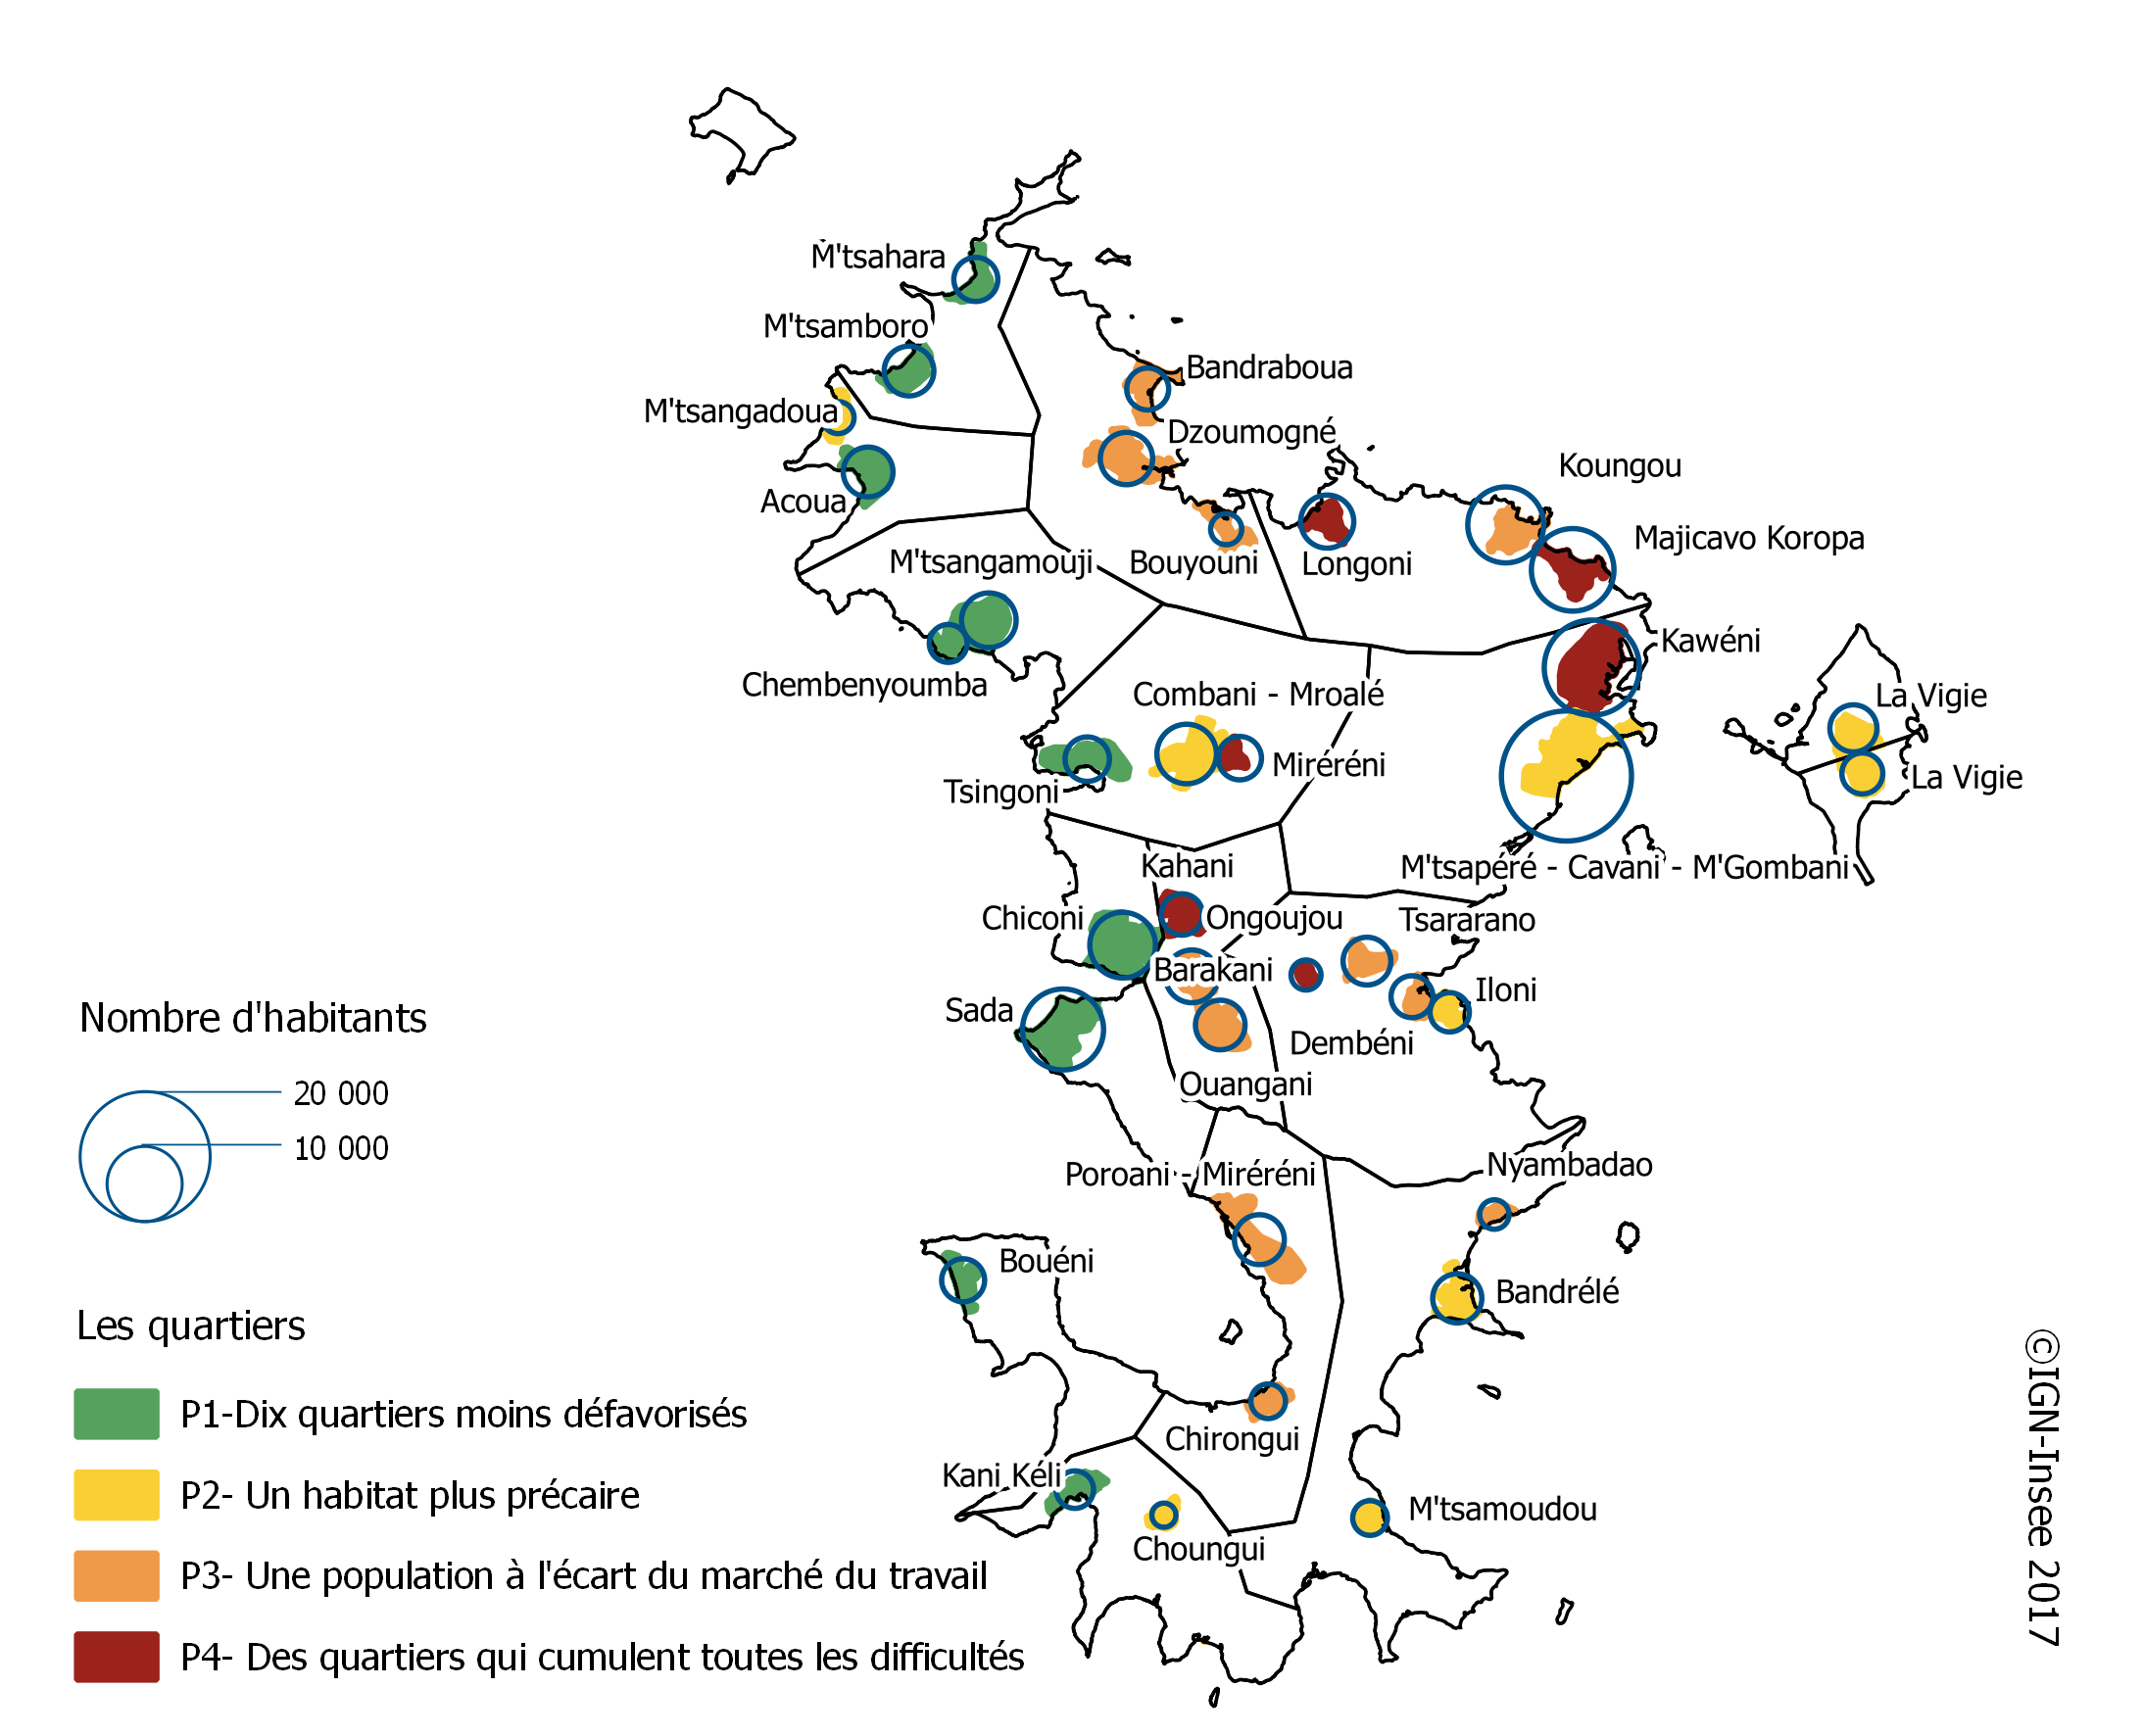 M'tsahara
M'tsamboro
Bandraboua
M'tsangadoua
Dzoumogné
Koungou
Acoua
Majicavo Koropa
M'tsangamouji
Bouyouni
Longoni
Kawéni
Chembenyoumba
Combani - Mroalé
La Vigie
Miréréni
La Vigie
Tsingoni
Kahani
M'tsapéré - Cavani - M'Gombani
Chiconi
Ongoujou
Tsararano
Barakani
Iloni
Sada
Dembéni
Ouangani
Nyambadao
Poroani - Miréréni
Bouéni
Bandrélé
Chirongui
Kani Kéli
M'tsamoudou
Choungui
Nombre d'habitants
20 000
10 000
Les quartiers
P1-Dix quartiers moins défavorisés
P2- Un habitat plus précaire
P3- Une population à l'écart du marché du travail
P4- Des quartiers qui cumulent toutes les difficultés
©IGN-Insee 2017